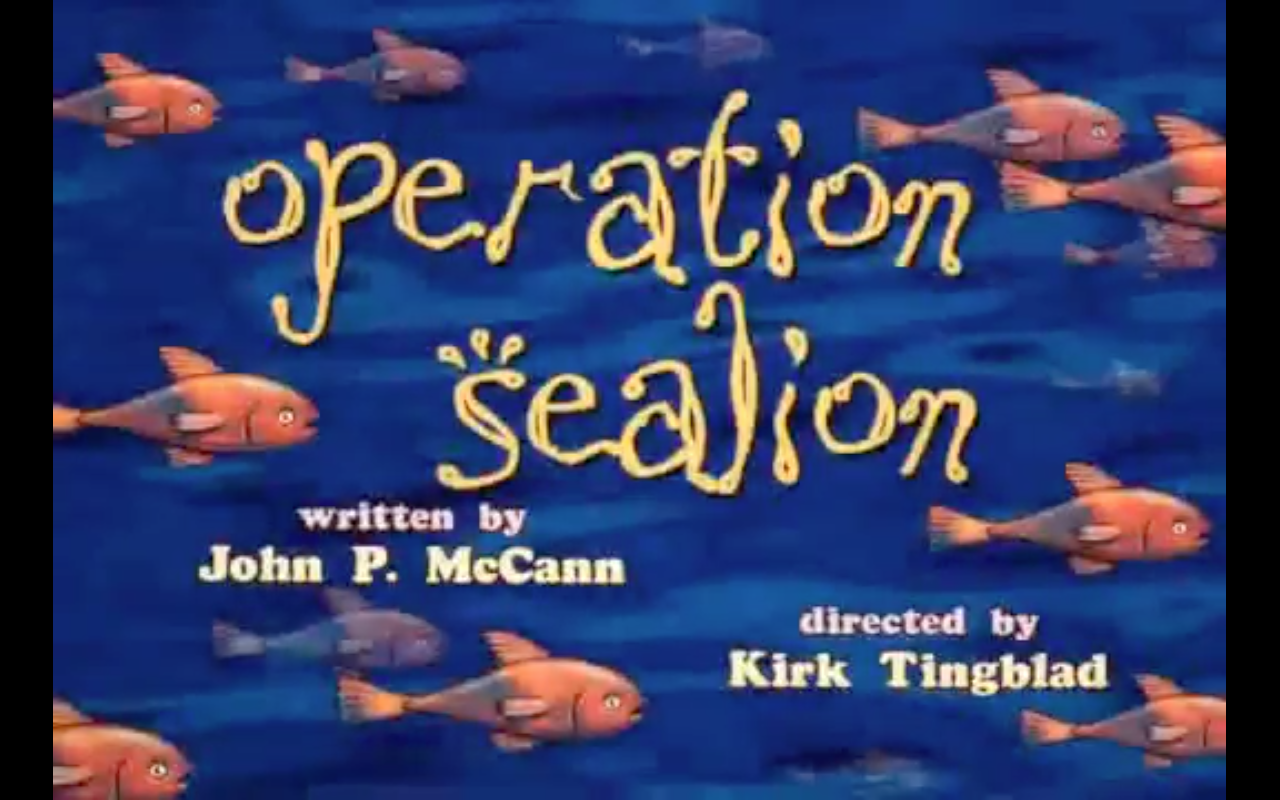 operation
sealion
written by
John P. McCann
directed by
Kirk Tingblad